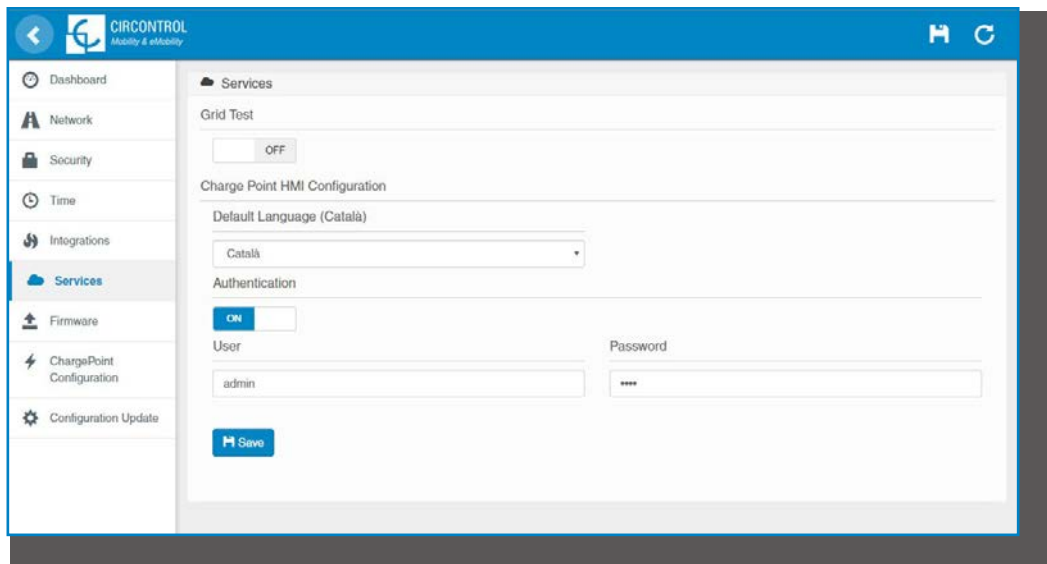 CIRCONTROL
Mobility & eMobility
Dashboard
Network
Security
Time
Integrations
Services
Firmware
ChargePoint
Configuration
Configuration Update
Services
Grid Test
OFF
Charge Point HMI Configuration
Default Language (Català)
Català
Authentication
ON
User
Password
admin
••••
Save